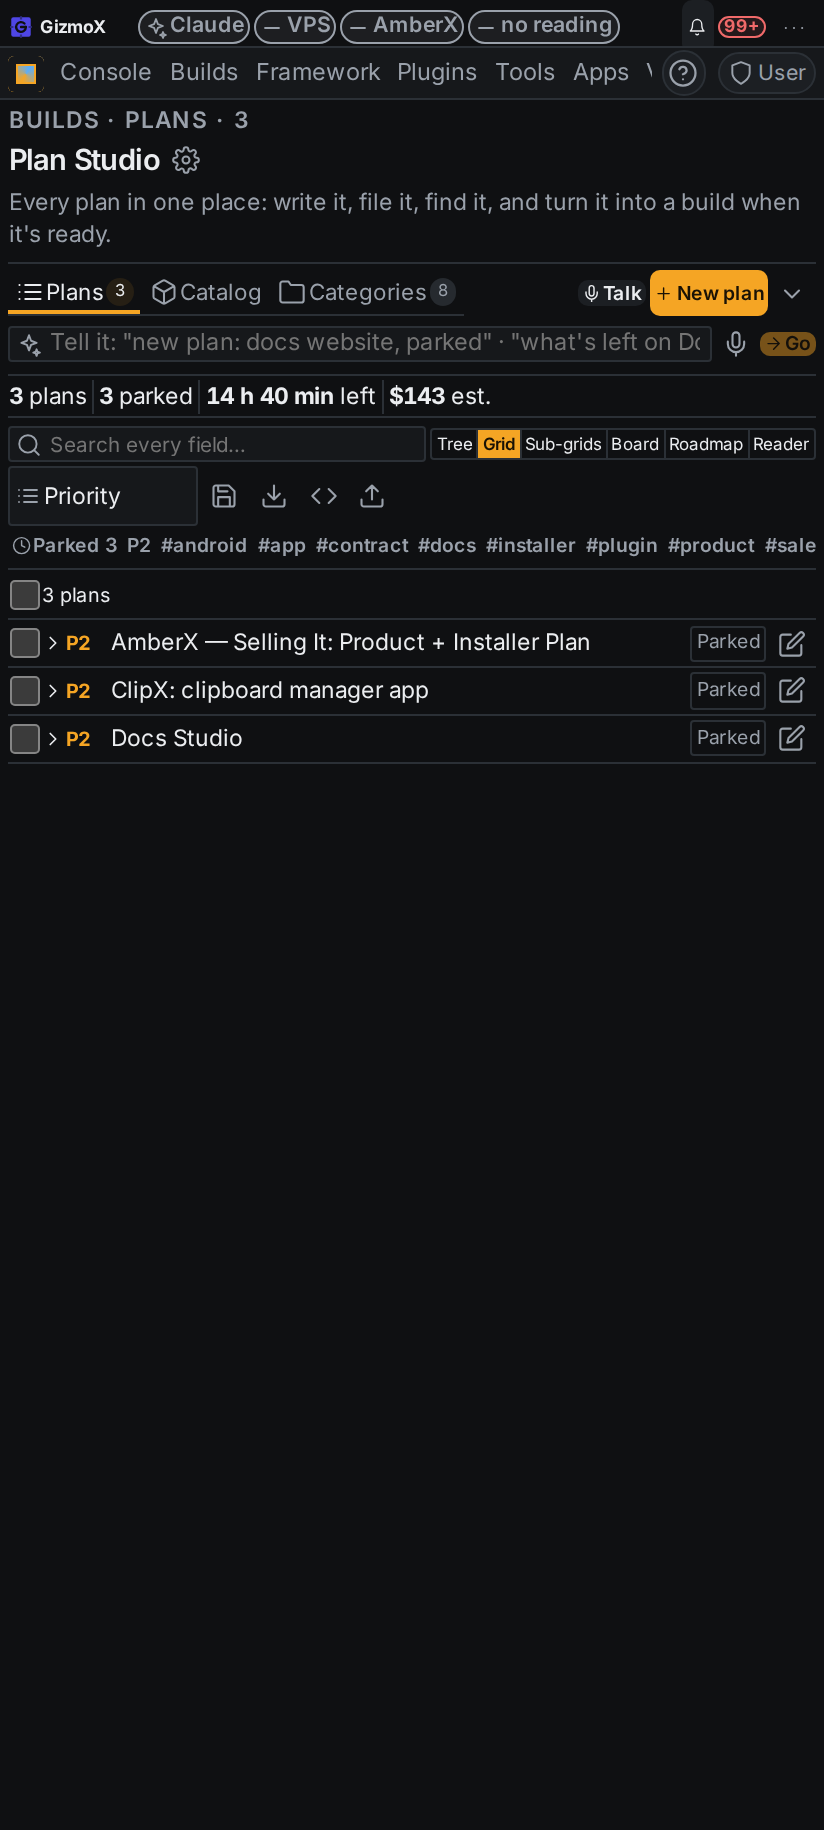 GizmoX Claude — VPS — AmberX — no reading 99+ ...
Console Builds Framework Plugins Tools Apps User
BUILDS · PLANS · 3
Plan Studio
Every plan in one place: write it, file it, find it, and turn it into a build when
it's ready.
Plans 3 Catalog Categories 8 Talk + New plan
Tell it: "new plan: docs website, parked" · "what's left on Do Go
3 plans 3 parked 14 h 40 min left $143 est.
Search every field... Tree Grid Sub-grids Board Roadmap Reader
Priority
Parked 3 P2 #android #app #contract #docs #installer #plugin #product #sale
3 plans
P2 AmberX — Selling It: Product + Installer Plan Parked
P2 ClipX: clipboard manager app Parked
P2 Docs Studio Parked